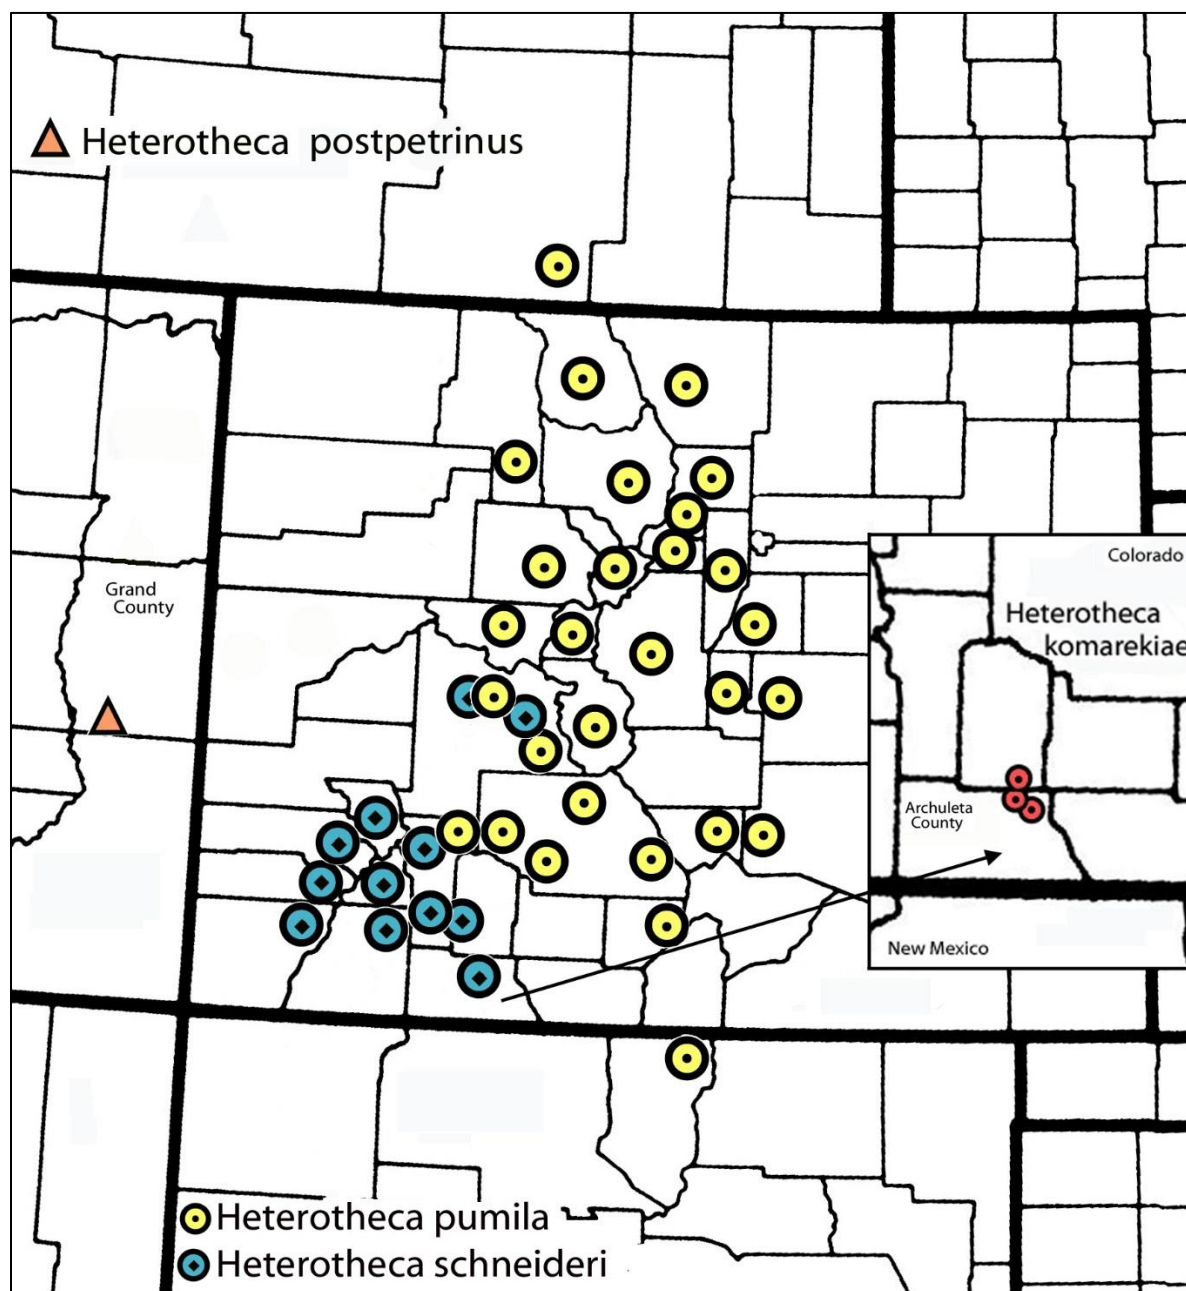 Heterotheca postpetrinus
Grand
County
Colorado
Heterotheca
komarekiae
Archuleta
County
New Mexico
Heterotheca pumila
Heterotheca schneideri